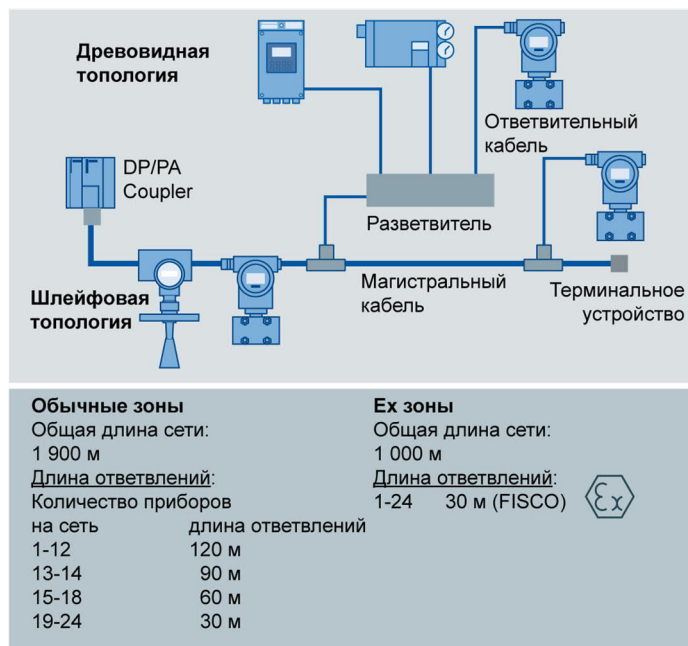 Древовидная
топология
Ответвительный
кабель
DP/PA
Coupler
Разветвитель
Магистральный
кабель
Терминальное
устройство
Шлейфовая
топология
Обычные зоны
Общая длина сети:
1 900 м
Длина ответвлений:
Количество приборов
на сеть длина ответвлений
1-12 120 м
13-14 90 м
15-18 60 м
19-24 30 м
Ex зоны
Общая длина сети:
1 000 м
Длина ответвлений:
1-24 30 м (FISCO)
Ex